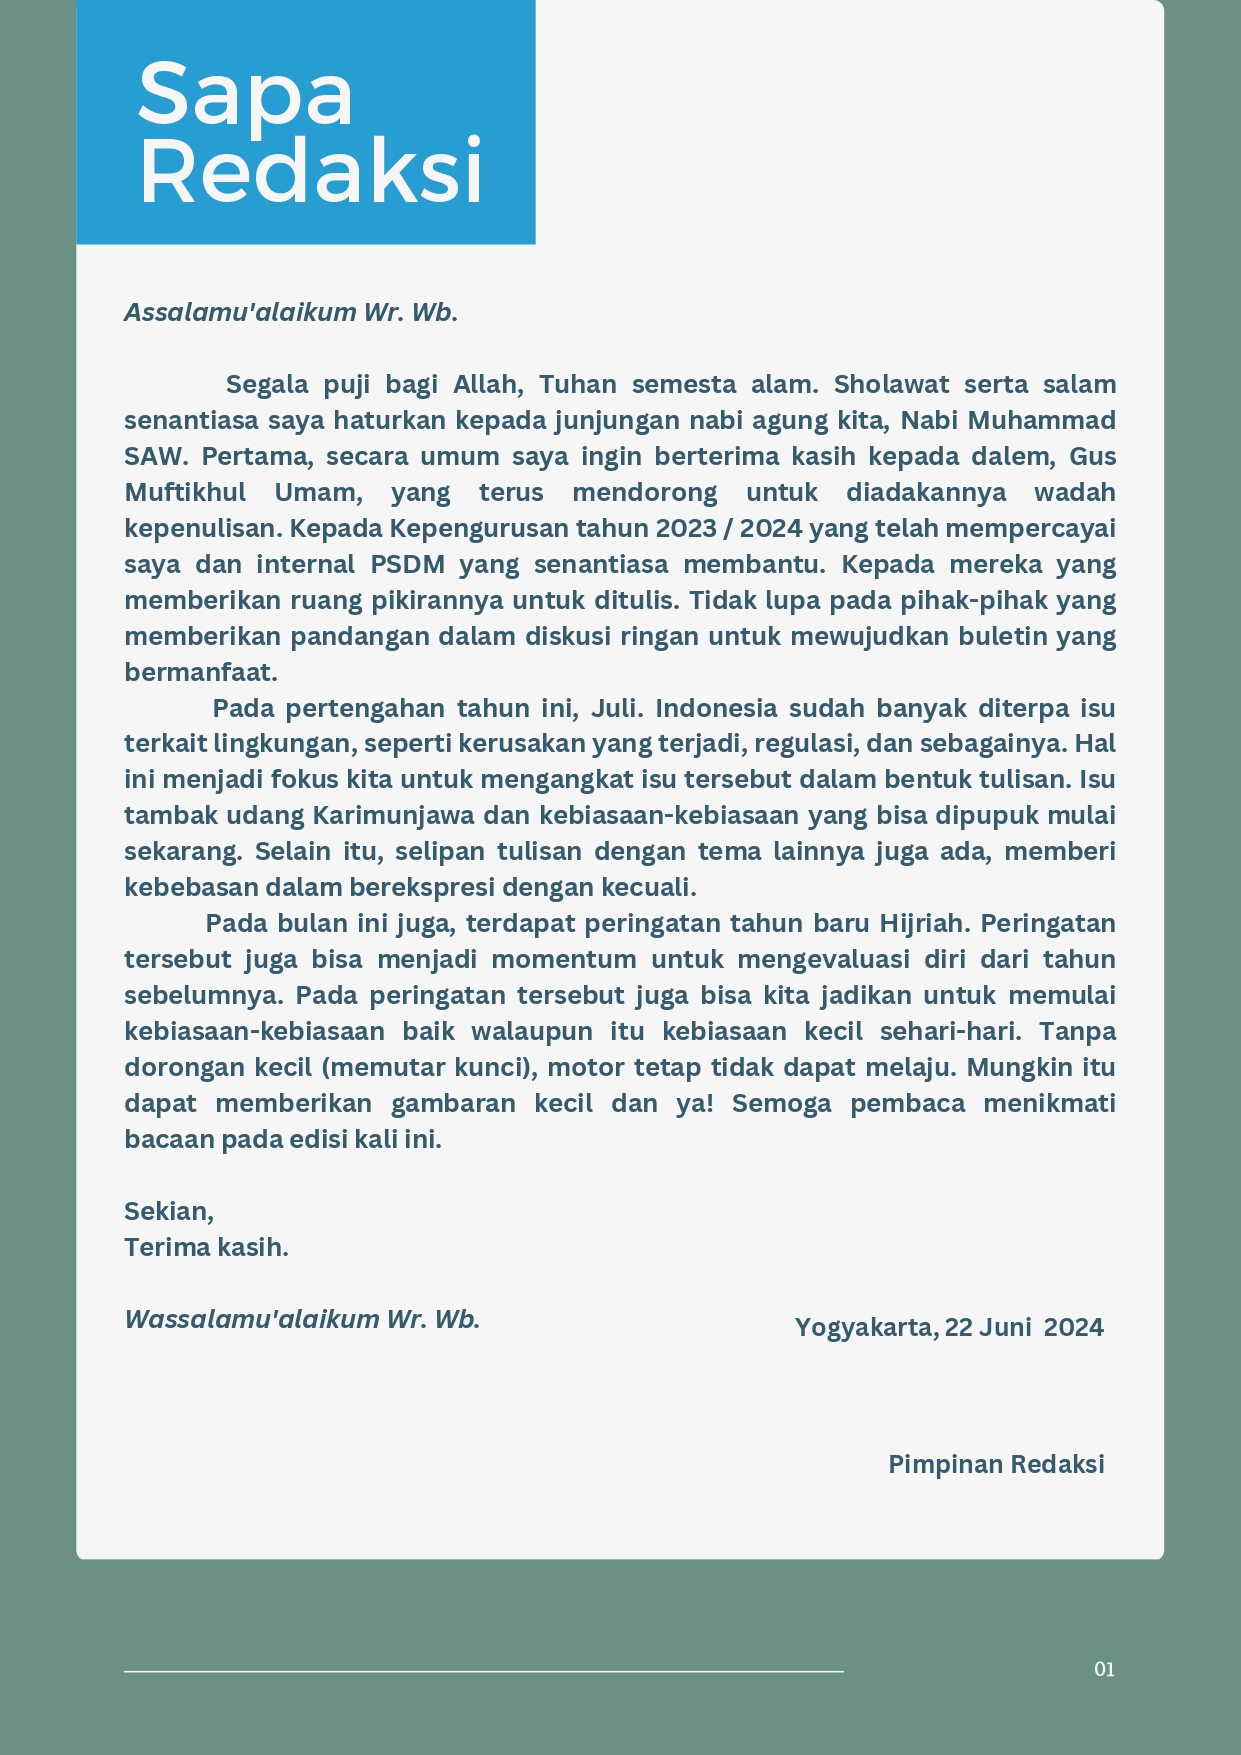 Sapa
Redaksi
Assalamu'alaikum Wr. Wb.
Segala puji bagi Allah, Tuhan semesta alam. Sholawat serta salam
senantiasa saya haturkan kepada junjungan nabi agung kita, Nabi Muhammad
SAW. Pertama, secara umum saya ingin berterima kasih kepada dalem, Gus
Muftikhul Umam, yang terus mendorong untuk diadakannya wadah
kepenulisan. Kepada Kepengurusan tahun 2023 / 2024 yang telah mempercayai
saya dan internal PSDM yang senantiasa membantu. Kepada mereka yang
memberikan ruang pikirannya untuk ditulis. Tidak lupa pada pihak-pihak yang
memberikan pandangan dalam diskusi ringan untuk mewujudkan buletin yang
bermanfaat.
Pada pertengahan tahun ini, Juli. Indonesia sudah banyak diterpa isu
terkait lingkungan, seperti kerusakan yang terjadi, regulasi, dan sebagainya. Hal
ini menjadi fokus kita untuk mengangkat isu tersebut dalam bentuk tulisan. Isu
tambak udang Karimunjawa dan kebiasaan-kebiasaan yang bisa dipupuk mulai
sekarang. Selain itu, selipan tulisan dengan tema lainnya juga ada, memberi
kebebasan dalam berekspresi dengan kecuali.
Pada bulan ini juga, terdapat peringatan tahun baru Hijriah. Peringatan
tersebut juga bisa menjadi momentum untuk mengevaluasi diri dari tahun
sebelumnya. Pada peringatan tersebut juga bisa kita jadikan untuk memulai
kebiasaan-kebiasaan baik walaupun itu kebiasaan kecil sehari-hari. Tanpa
dorongan kecil (memutar kunci), motor tetap tidak dapat melaju. Mungkin itu
dapat memberikan gambaran kecil dan ya! Semoga pembaca menikmati
bacaan pada edisi kali ini.
Sekian,
Terima kasih.
Wassalamu'alaikum Wr. Wb.
Yogyakarta, 22 Juni 2024
Pimpinan Redaksi
01